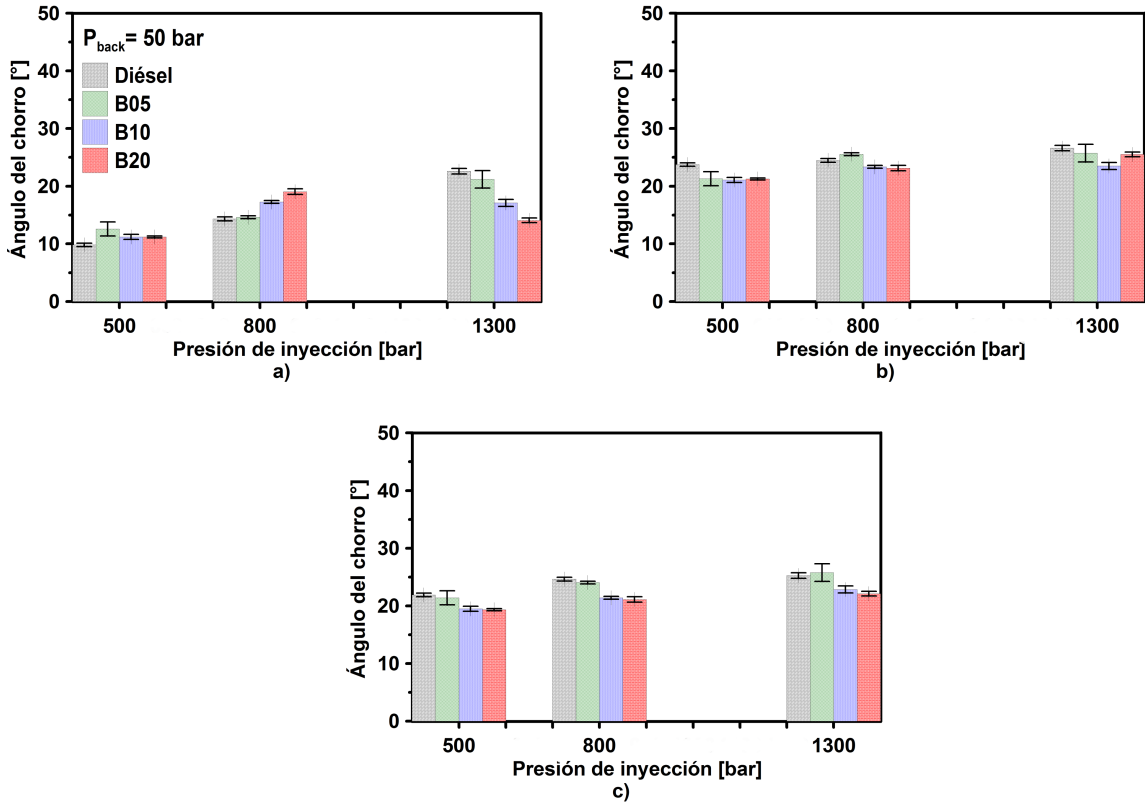 P_back = 50 bar
Diésel
B05
B10
B20
Ángulo del chorro [°]
50
40
30
20
10
0
500
800
1300
Presión de inyección [bar]
a)
Ángulo del chorro [°]
50
40
30
20
10
0
500
800
1300
Presión de inyección [bar]
b)
Ángulo del chorro [°]
50
40
30
20
10
0
500
800
1300
Presión de inyección [bar]
c)